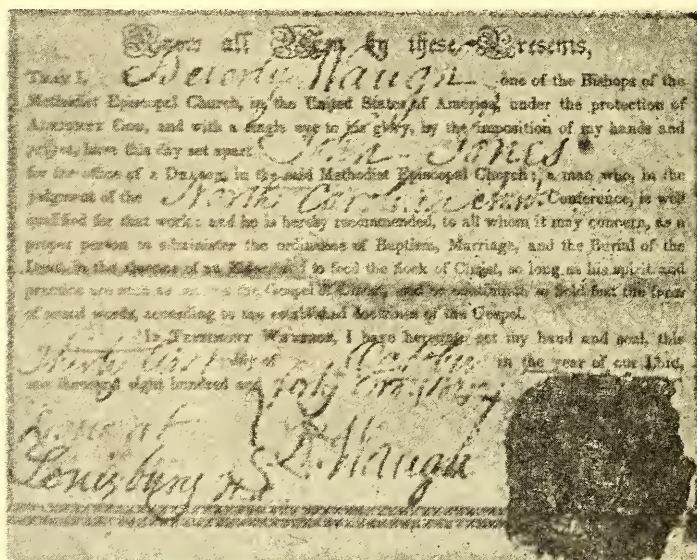 Know all Men by these Presents,
THAT I, Beverly Waugh one of the Bishops of the
Methodist Episcopal Church, in the United States of America, under the protection of
ALMIGHTY GOD, and with a single eye to his glory, by the imposition of my hands and
prayer, have this day set apart John Jones
for the office of a DEACON, in the said Methodist Episcopal Church; a man who, in the
judgment of the North Carolina Conference, is well
qualified for that work: and he is hereby recommended, to all whom it may concern, as a
proper person to administer the ordinances of Baptism, Marriage, and the Burial of the
Dead, in the absence of an Elder, and to feed the flock of Christ, so long as his spirit and
practice are such as become the Gospel of Christ, and he continueth to hold fast the form
of sound words, according to the established doctrines of the Gospel.
IN TESTIMONY WHEREOF, I have hereunto set my hand and seal, this
Thirty first day of October in the year of our Lord,
one thousand eight hundred and forty
B. Waugh
Louisburg